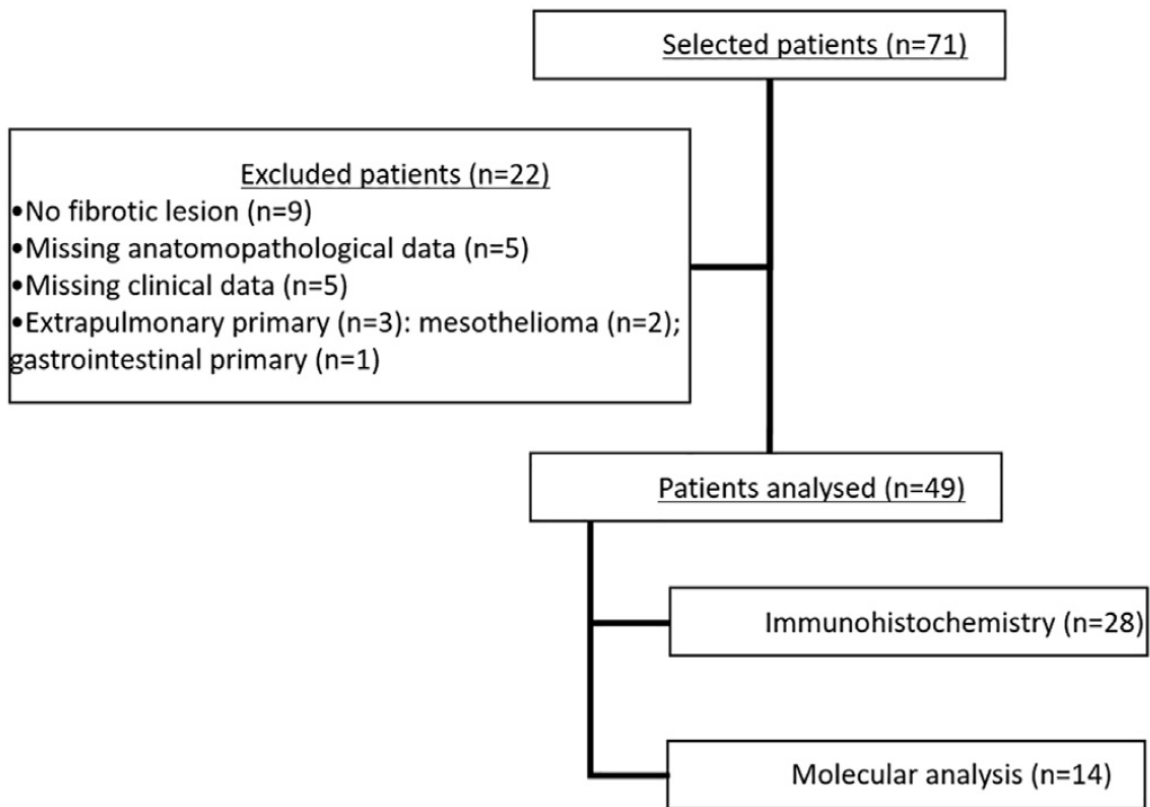 Selected patients (n=71)
Excluded patients (n=22)
•No fibrotic lesion (n=9)
•Missing anatomopathological data (n=5)
•Missing clinical data (n=5)
•Extrapulmonary primary (n=3): mesothelioma (n=2);
gastrointestinal primary (n=1)
Patients analysed (n=49)
Immunohistochemistry (n=28)
Molecular analysis (n=14)